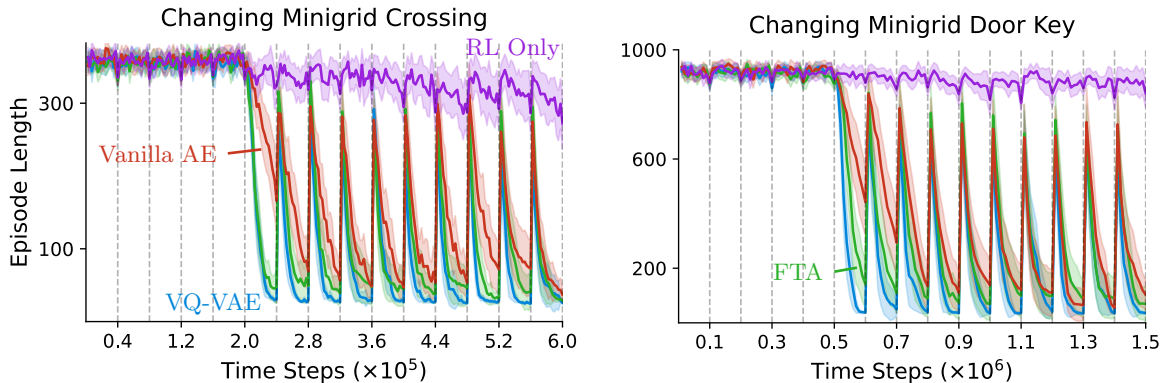 Changing Minigrid Crossing
Episode Length
300
100
RL Only
Vanilla AE
VQ-VAE
0.4 1.2 2.0 2.8 3.6 4.4 5.2 6.0
Time Steps (×10⁵)
Changing Minigrid Door Key
1000
600
200
FTA
0.1 0.3 0.5 0.7 0.9 1.1 1.3 1.5
Time Steps (×10⁶)